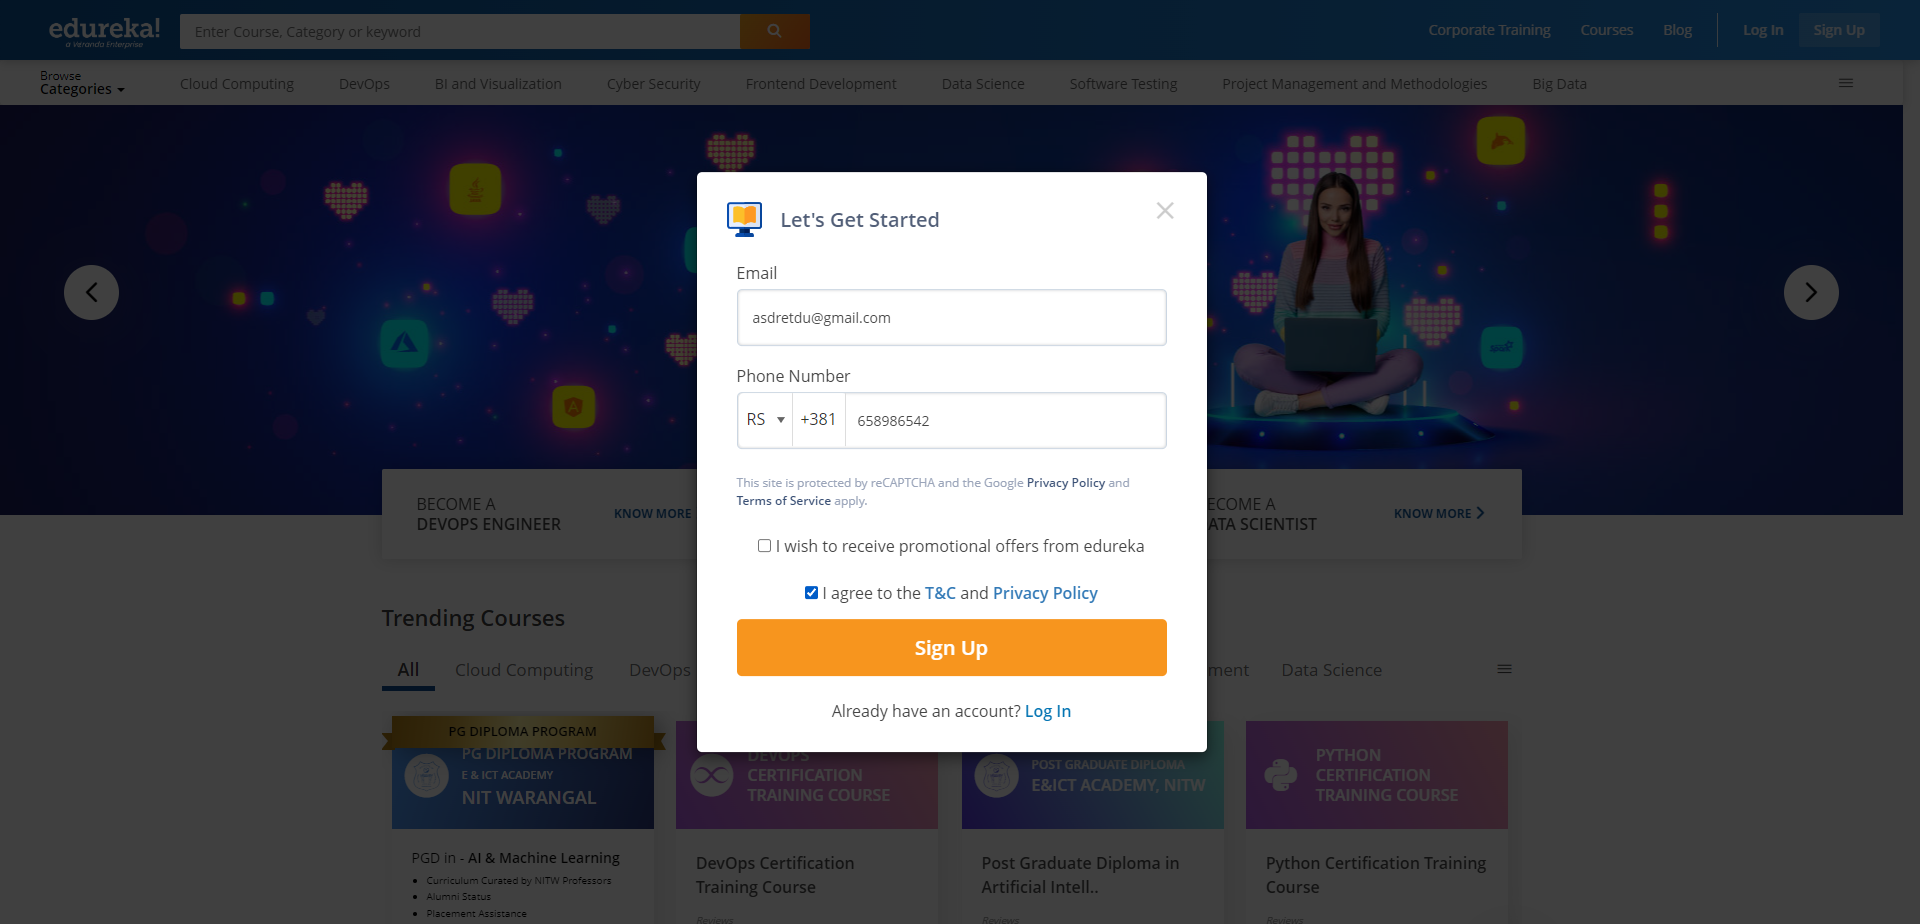 edureka!
a Veranda Enterprise
Enter Course, Category or keyword
Corporate Training
Courses
Blog
Log In
Sign Up
Browse
Categories
Cloud Computing
DevOps
BI and Visualization
Cyber Security
Frontend Development
Data Science
Software Testing
Project Management and Methodologies
Big Data
Let's Get Started
Email
asdretdu@gmail.com
Phone Number
RS
+381
658986542
This site is protected by reCAPTCHA and the Google Privacy Policy and
Terms of Service apply.
I wish to receive promotional offers from edureka
I agree to the T&C and Privacy Policy
Sign Up
Already have an account? Log In
BECOME A
DEVOPS ENGINEER
KNOW MORE
ECOME A
ATA SCIENTIST
KNOW MORE
Trending Courses
All
Cloud Computing
DevOps
ment
Data Science
PG DIPLOMA PROGRAM
PG DIPLOMA PROGRAM
E & ICT ACADEMY
NIT WARANGAL
PGD in - AI & Machine Learning
Curriculum Curated by NITW Professors
Alumni Status
Placement Assistance
DEVOPS
CERTIFICATION
TRAINING COURSE
DevOps Certification
Training Course
Reviews
POST GRADUATE DIPLOMA
E&ICT ACADEMY, NITW
Post Graduate Diploma in
Artificial Intell..
Reviews
PYTHON
CERTIFICATION
TRAINING COURSE
Python Certification Training
Course
Reviews